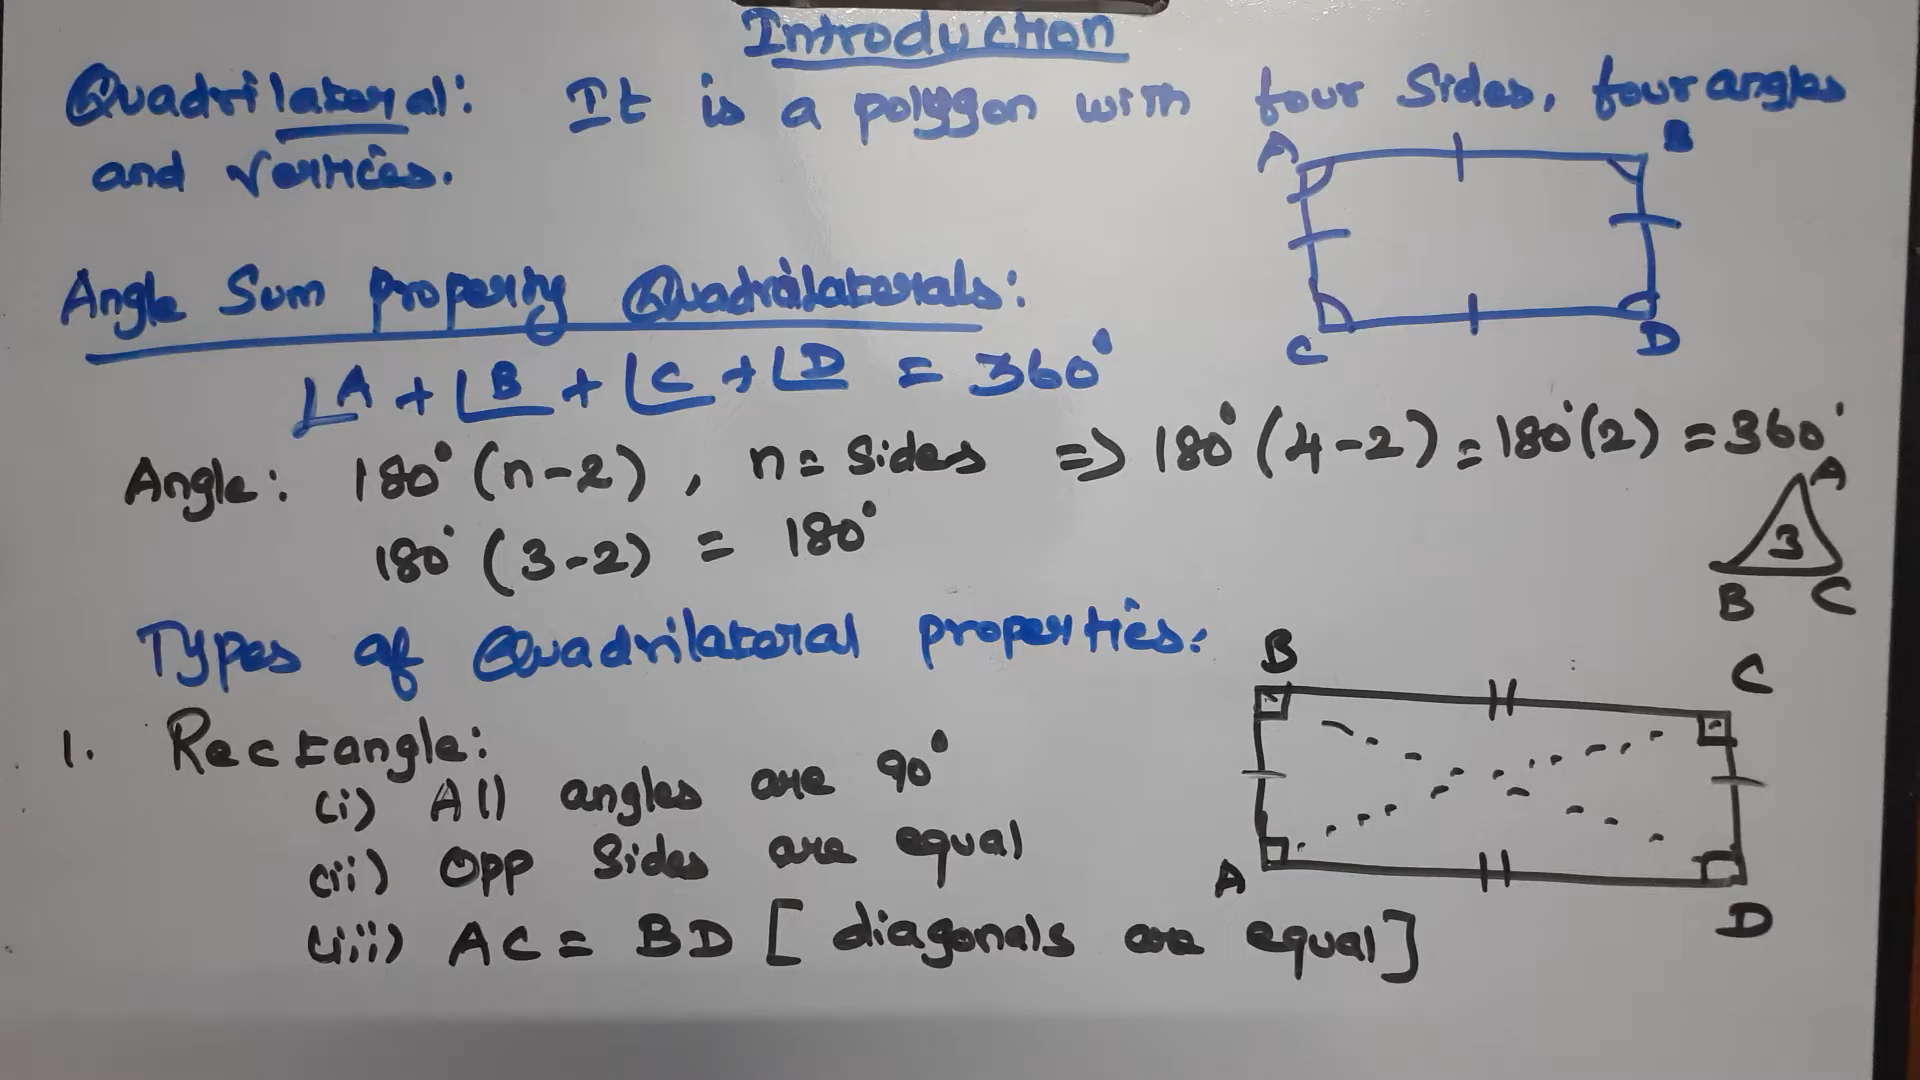 Introduction
Quadrilateral: It is a polygon with four Sides, four angles
and Vertices.
A B
C D
Angle Sum property Quadrilaterals:
∠A + ∠B + ∠C + ∠D = 360°
Angle: 180° (n-2), n= Sides => 180° (4-2) = 180°(2) = 360°
180° (3-2) = 180°
A
3
B C
Types of Quadrilateral properties:
B C
A D
1. Rectangle:
(i) All angles are 90°
(ii) Opp Sides are equal
(iii) AC = BD [diagonals are equal]